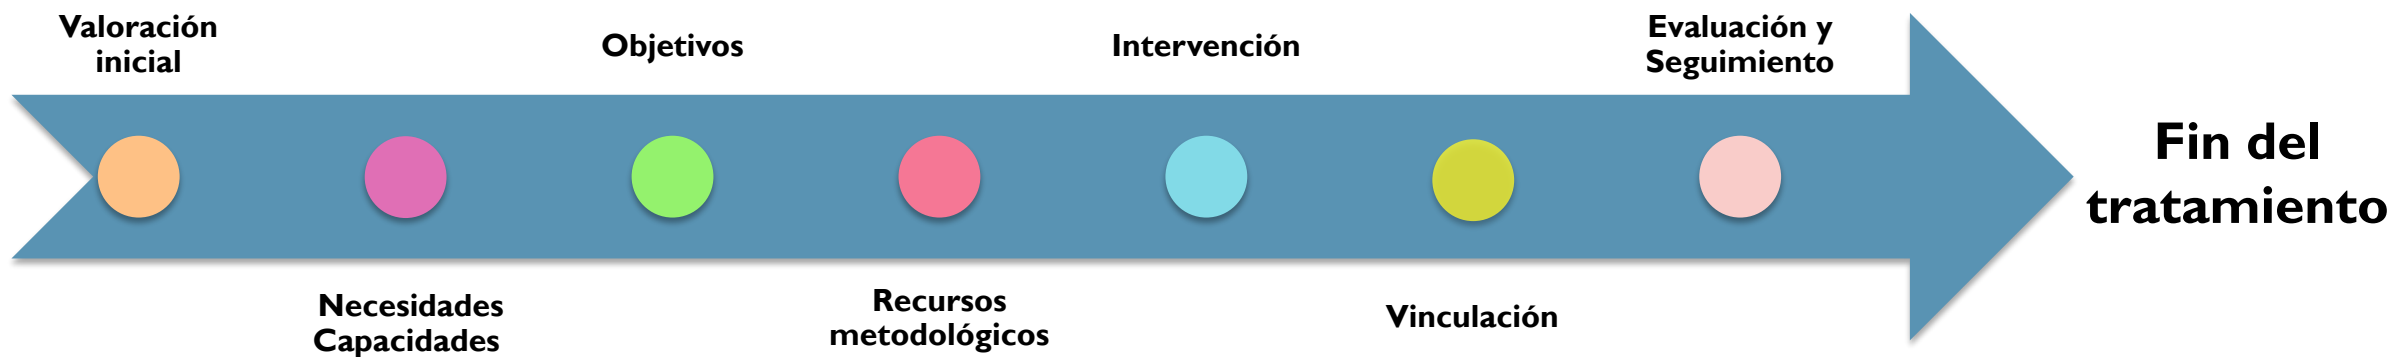 Valoración
inicial
Necesidades
Capacidades
Objetivos
Recursos
metodológicos
Intervención
Vinculación
Evaluación y
Seguimiento
Fin del
tratamiento